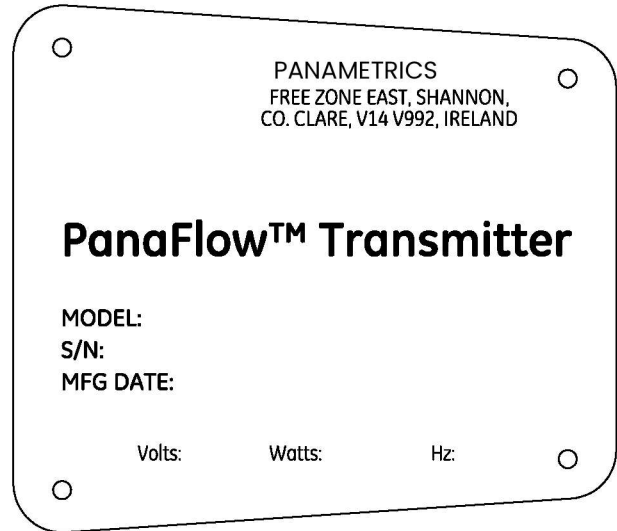 PANAMETRICS
FREE ZONE EAST, SHANNON,
CO. CLARE, V14 V992, IRELAND
PanaFlow™ Transmitter
MODEL:
S/N:
MFG DATE:
Volts: Watts: Hz: